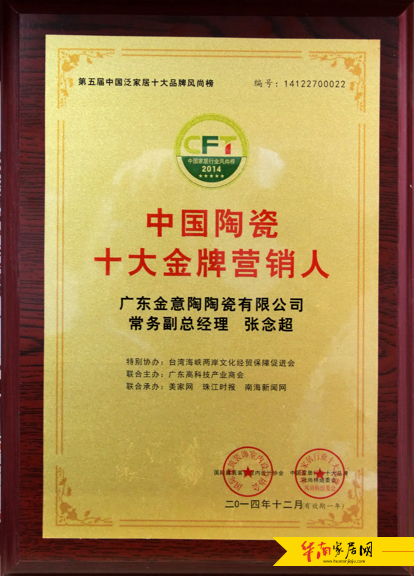 第五届中国泛家居十大品牌风尚榜
编号：14122700022
CFT
中国家居行业风尚榜
2014
中国陶瓷
十大金牌营销人
广东金意陶陶瓷有限公司
常务副总经理 张念超
特别协办：台湾海峡两岸文化经贸保障促进会
联合主办：广东高科技产业商会
联合承办：美家网 珠江时报 南海新闻网
二〇一四年十二月(有效期一年)
华南家居网